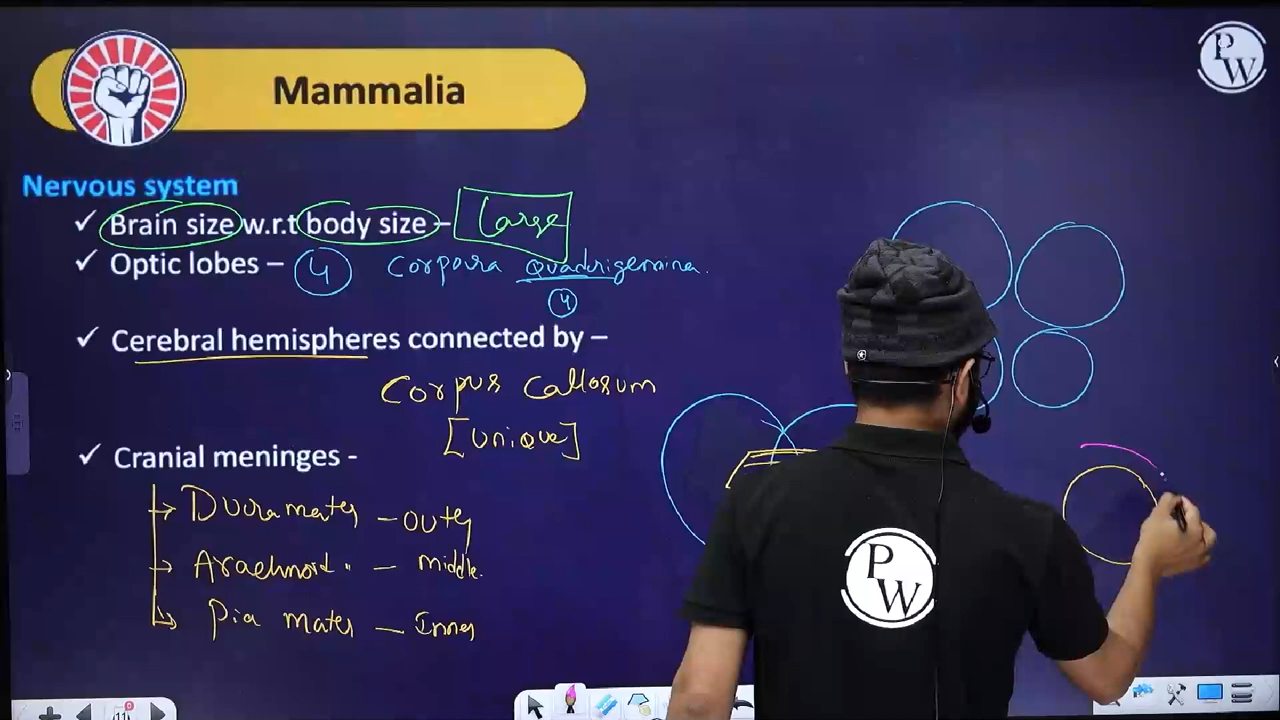 Mammalia
PW
Nervous system
✓ Brain size w.r.t body size – Large
✓ Optic lobes – 4 Corpora Quadrigemina.
4
✓ Cerebral hemispheres connected by –
Corpus Callosum
[Unique]
✓ Cranial meninges -
→ Duramater – outer
→ Arachnoid " – middle.
→ Pia mater – Inner
PW
11